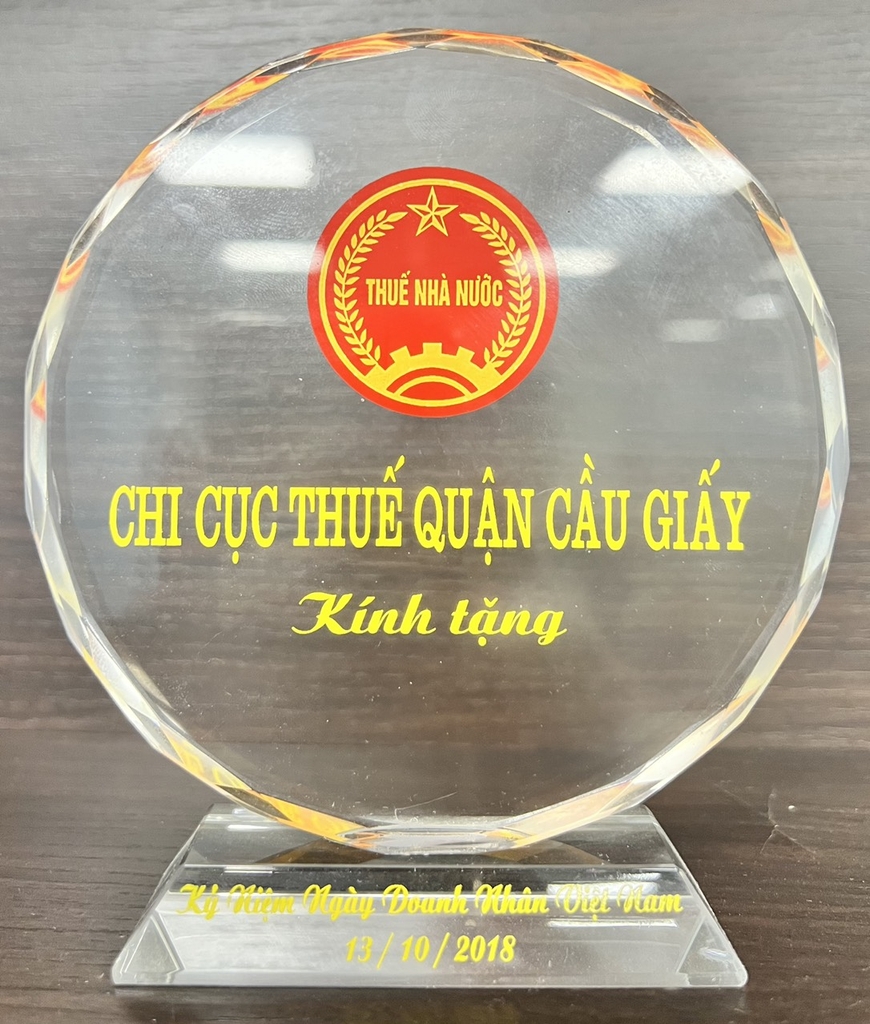 THUẾ NHÀ NƯỚC
CHI CỤC THUẾ QUẬN CẦU GIẤY
Kính tặng
Kỷ Niệm Ngày Doanh Nhân Việt Nam
13 / 10 / 2018